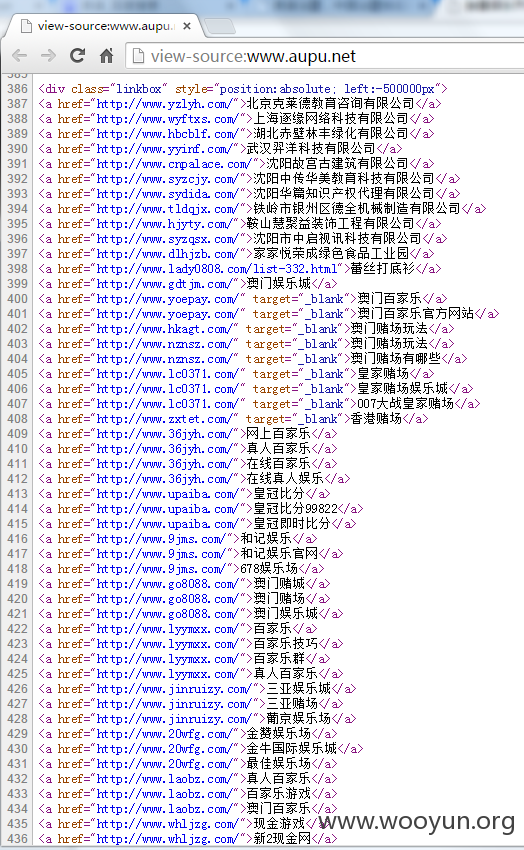 view-source:www.aupu.ne
view-source:www.aupu.net
385
386 <div class="linkbox" style="position:absolute; left:-500000px">
387 <a href="http://www.yzlyh.com/">北京克莱德教育咨询有限公司</a>
388 <a href="http://www.wyftxs.com/">上海逐缘网络科技有限公司</a>
389 <a href="http://www.hbcblf.com/">湖北赤壁林丰绿化有限公司</a>
390 <a href="http://www.yyinf.com/">武汉羿洋科技有限公司</a>
391 <a href="http://www.cnpalace.com/">沈阳故宫古建筑有限公司</a>
392 <a href="http://www.syzcjy.com/">沈阳中传华美教育科技有限公司</a>
393 <a href="http://www.sydida.com/">沈阳华篇知识产权代理有限公司</a>
394 <a href="http://www.tldqjx.com/">铁岭市银州区德全机械制造有限公司</a>
395 <a href="http://www.hjyty.com/">鞍山慧聚益装饰工程有限公司</a>
396 <a href="http://www.syzqsx.com/">沈阳市中启视讯科技有限公司</a>
397 <a href="http://www.dlhjzb.com/">家家悦荣成绿色食品工业园</a>
398 <a href="http://www.lady0808.com/list-332.html">蕾丝打底衫</a>
399 <a href="http://www.gdtjm.com/">澳门娱乐城</a>
400 <a href="http://www.yoepay.com/" target="_blank">澳门百家乐</a>
401 <a href="http://www.yoepay.com/" target="_blank">澳门百家乐官方网站</a>
402 <a href="http://www.hkagt.com/" target="_blank">澳门赌场玩法</a>
403 <a href="http://www.nznsz.com/" target="_blank">澳门赌场玩法</a>
404 <a href="http://www.nznsz.com/" target="_blank">澳门赌场有哪些</a>
405 <a href="http://www.lc0371.com/" target="_blank">皇家赌场</a>
406 <a href="http://www.lc0371.com/" target="_blank">皇家赌场娱乐城</a>
407 <a href="http://www.lc0371.com/" target="_blank">007大战皇家赌场</a>
408 <a href="http://www.zxtet.com/" target="_blank">香港赌场</a>
409 <a href="http://www.36jyh.com/">网上百家乐</a>
410 <a href="http://www.36jyh.com/">真人百家乐</a>
411 <a href="http://www.36jyh.com/">在线百家乐</a>
412 <a href="http://www.36jyh.com/">在线真人娱乐</a>
413 <a href="http://www.upaiba.com/">皇冠比分</a>
414 <a href="http://www.upaiba.com/">皇冠比分99822</a>
415 <a href="http://www.upaiba.com/">皇冠即时比分</a>
416 <a href="http://www.9jms.com/">和记娱乐</a>
417 <a href="http://www.9jms.com/">和记娱乐官网</a>
418 <a href="http://www.9jms.com/">678娱乐场</a>
419 <a href="http://www.go8088.com/">澳门赌城</a>
420 <a href="http://www.go8088.com/">澳门赌场</a>
421 <a href="http://www.go8088.com/">澳门娱乐城</a>
422 <a href="http://www.lyymxx.com/">百家乐</a>
423 <a href="http://www.lyymxx.com/">百家乐技巧</a>
424 <a href="http://www.lyymxx.com/">百家乐群</a>
425 <a href="http://www.lyymxx.com/">真人百家乐</a>
426 <a href="http://www.jinruizy.com/">三亚娱乐城</a>
427 <a href="http://www.jinruizy.com/">三亚赌场</a>
428 <a href="http://www.jinruizy.com/">葡京娱乐场</a>
429 <a href="http://www.20wfg.com/">金赞娱乐场</a>
430 <a href="http://www.20wfg.com/">金牛国际娱乐城</a>
431 <a href="http://www.20wfg.com/">最佳娱乐场</a>
432 <a href="http://www.laobz.com/">真人百家乐</a>
433 <a href="http://www.laobz.com/">百家乐游戏</a>
434 <a href="http://www.laobz.com/">澳门百家乐</a>
435 <a href="http://www.whljzg.com/">现金游戏</a>
436 <a href="http://www.whljzg.com/">新2现金网</a>
www.wooyun.org